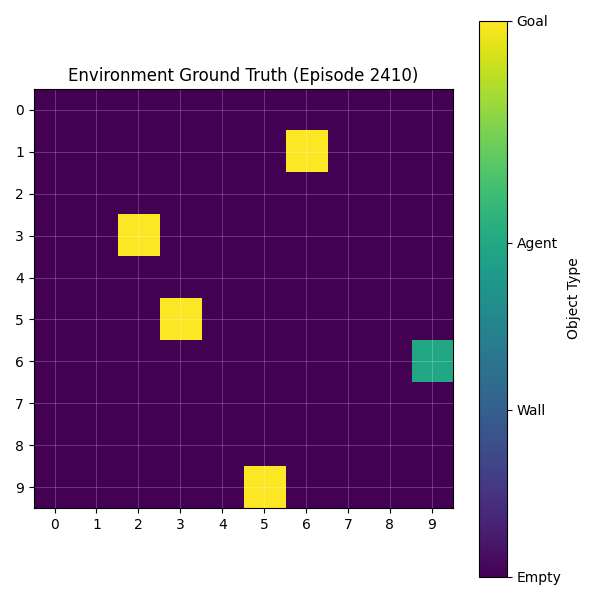 Environment Ground Truth (Episode 2410)
0
1
2
3
4
5
6
7
8
9
0 1 2 3 4 5 6 7 8 9
Goal
Agent
Wall
Empty
Object Type